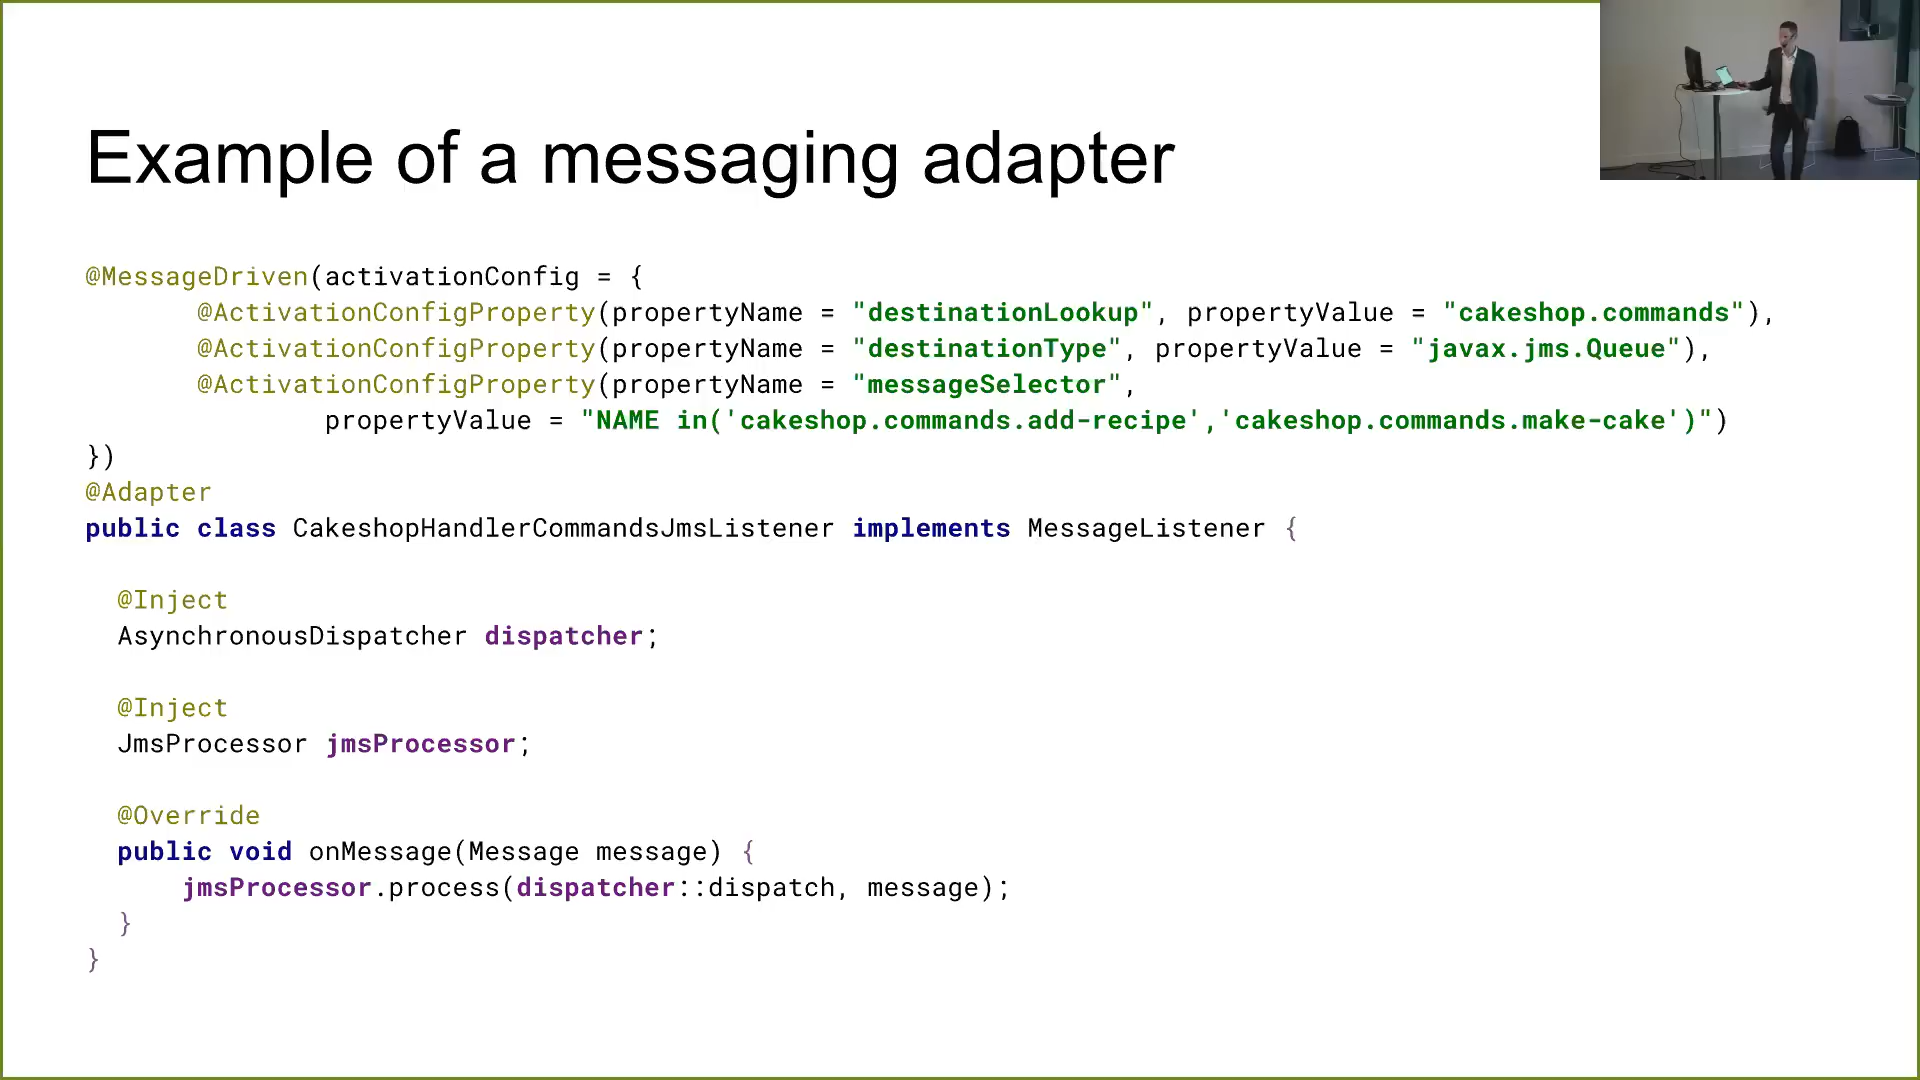 Example of a messaging adapter
@MessageDriven(activationConfig = {
@ActivationConfigProperty(propertyName = "destinationLookup", propertyValue = "cakeshop.commands"),
@ActivationConfigProperty(propertyName = "destinationType", propertyValue = "javax.jms.Queue"),
@ActivationConfigProperty(propertyName = "messageSelector",
propertyValue = "NAME in('cakeshop.commands.add-recipe','cakeshop.commands.make-cake')")
})
@Adapter
public class CakeshopHandlerCommandsJmsListener implements MessageListener {
@Inject
AsynchronousDispatcher dispatcher;
@Inject
JmsProcessor jmsProcessor;
@Override
public void onMessage(Message message) {
jmsProcessor.process(dispatcher::dispatch, message);
}
}